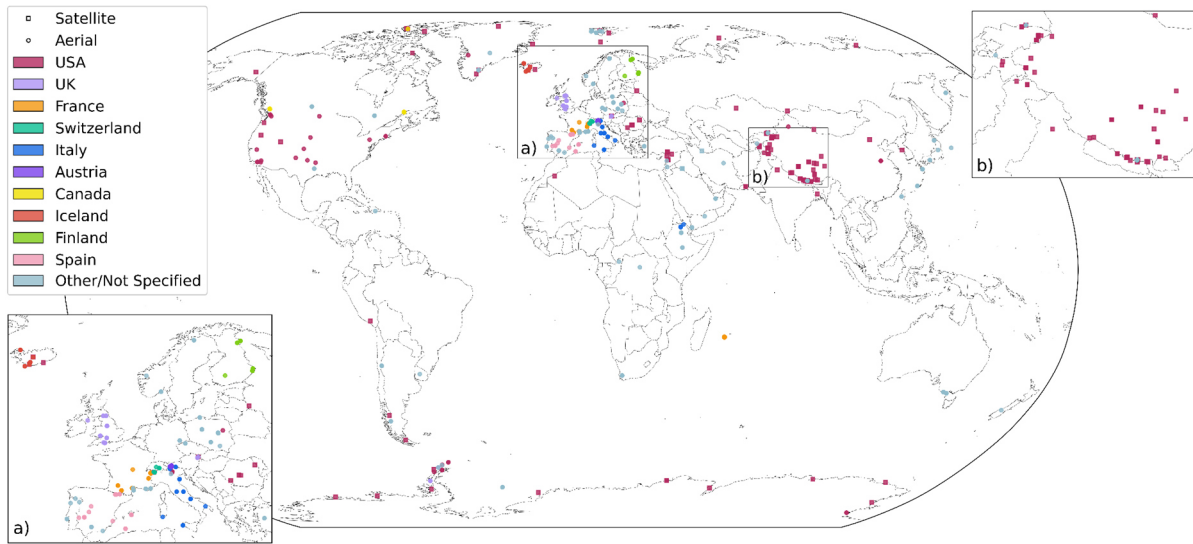 Satellite
Aerial
USA
UK
France
Switzerland
Italy
Austria
Canada
Iceland
Finland
Spain
Other/Not Specified
a)
b)
b)
a)